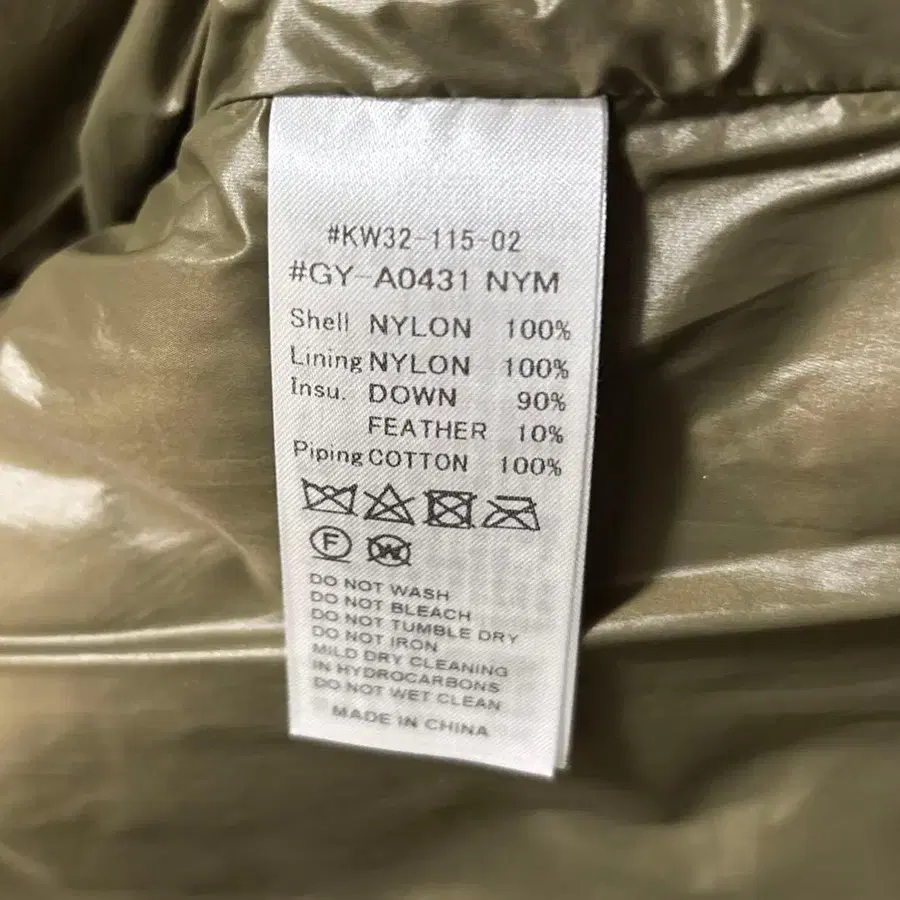 #KW32-115-02
#GY-A0431 NYM
Shell NYLON 100%
Lining NYLON 100%
Insu. DOWN 90%
FEATHER 10%
Piping COTTON 100%
F W
DO NOT WASH
DO NOT BLEACH
DO NOT TUMBLE DRY
DO NOT IRON
MILD DRY CLEANING
IN HYDROCARBONS
DO NOT WET CLEAN
MADE IN CHINA